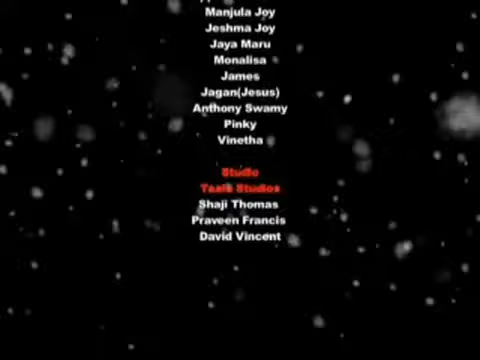 Manjula Joy
Jeshma Joy
Jaya Maru
Monalisa
James
Jagan(Jesus)
Anthony Swamy
Pinky
Vinetha
Studio
Studios
Shaji Thomas
Praveen Francis
David Vincent